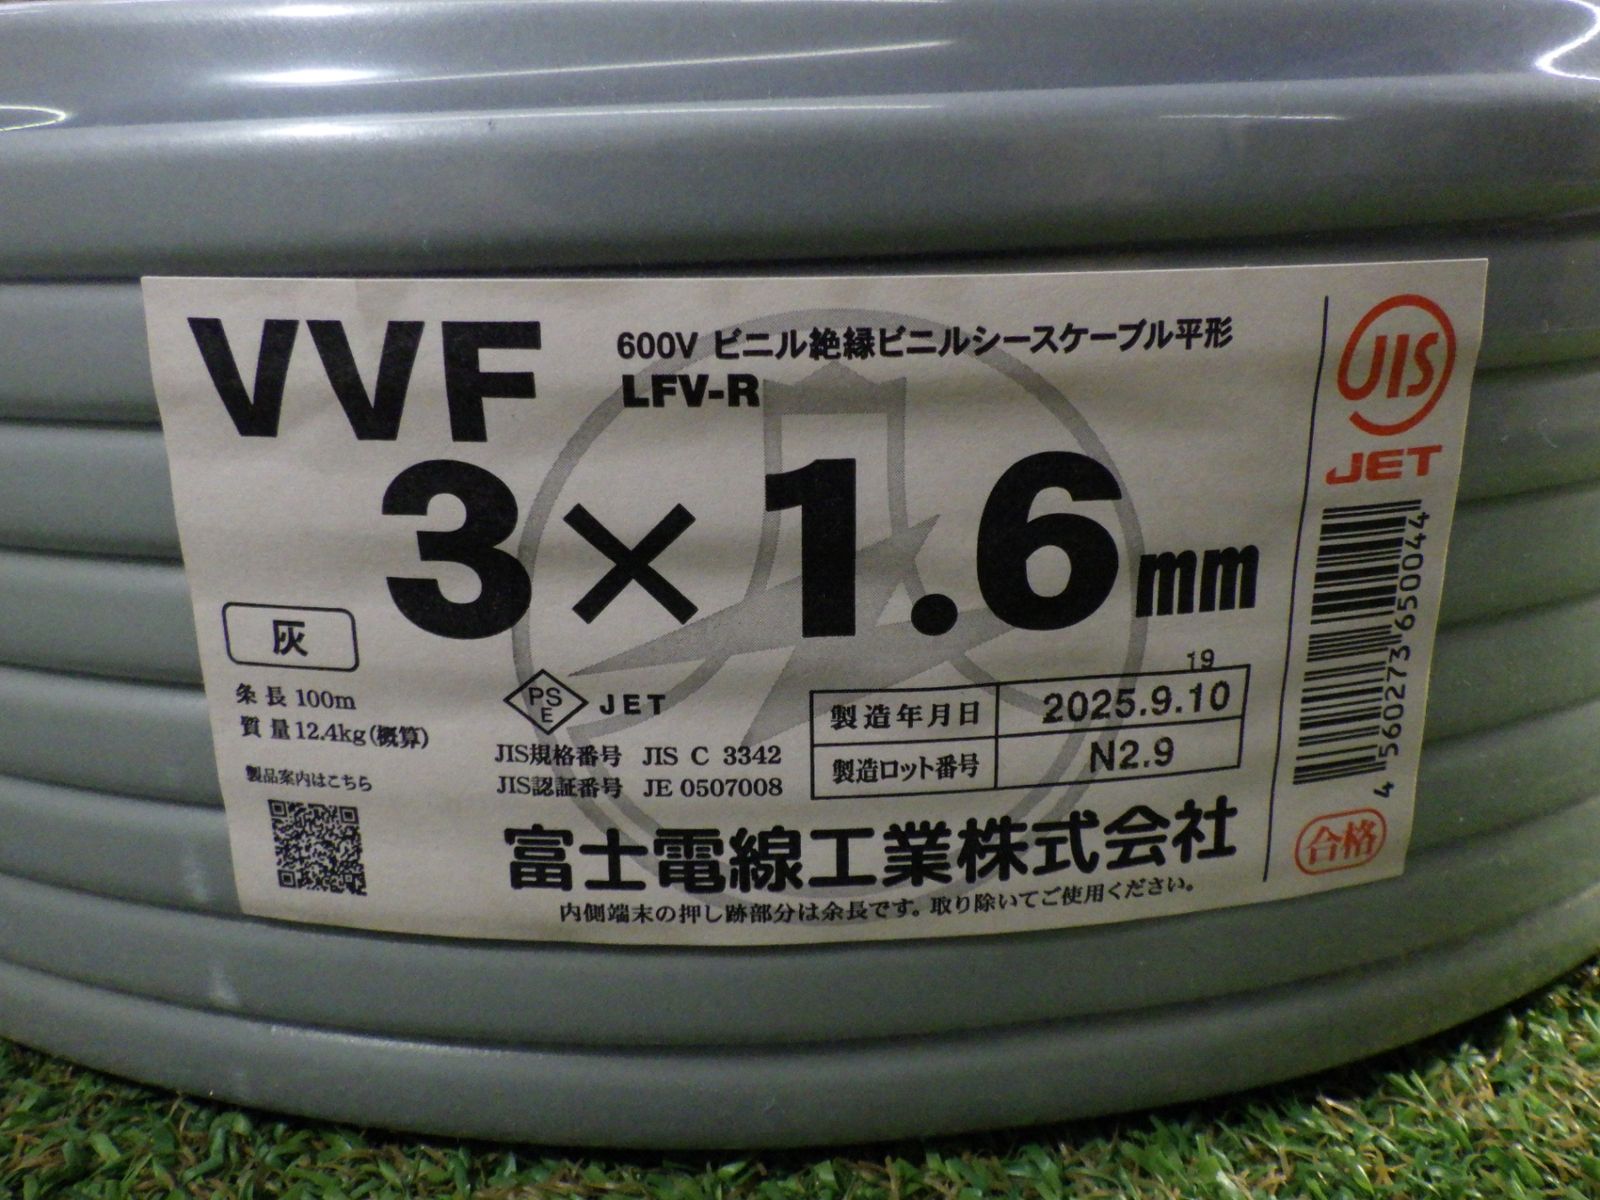 VVF
600V ビニル絶縁ビニルシースケーブル平形
LFV-R
3×1.6mm
灰
条長 100m
質量 12.4kg(概算)
製品案内はこちら
PS
E
JET
JIS規格番号 JIS C 3342
JIS認証番号 JE 0507008
19
製造年月日 2025.9.10
製造ロット番号 N2.9
富士電線工業株式会社
内側端末の押し跡部分は余長です。取り除いてご使用ください。
JIS
JET
4 560273 650044
合格